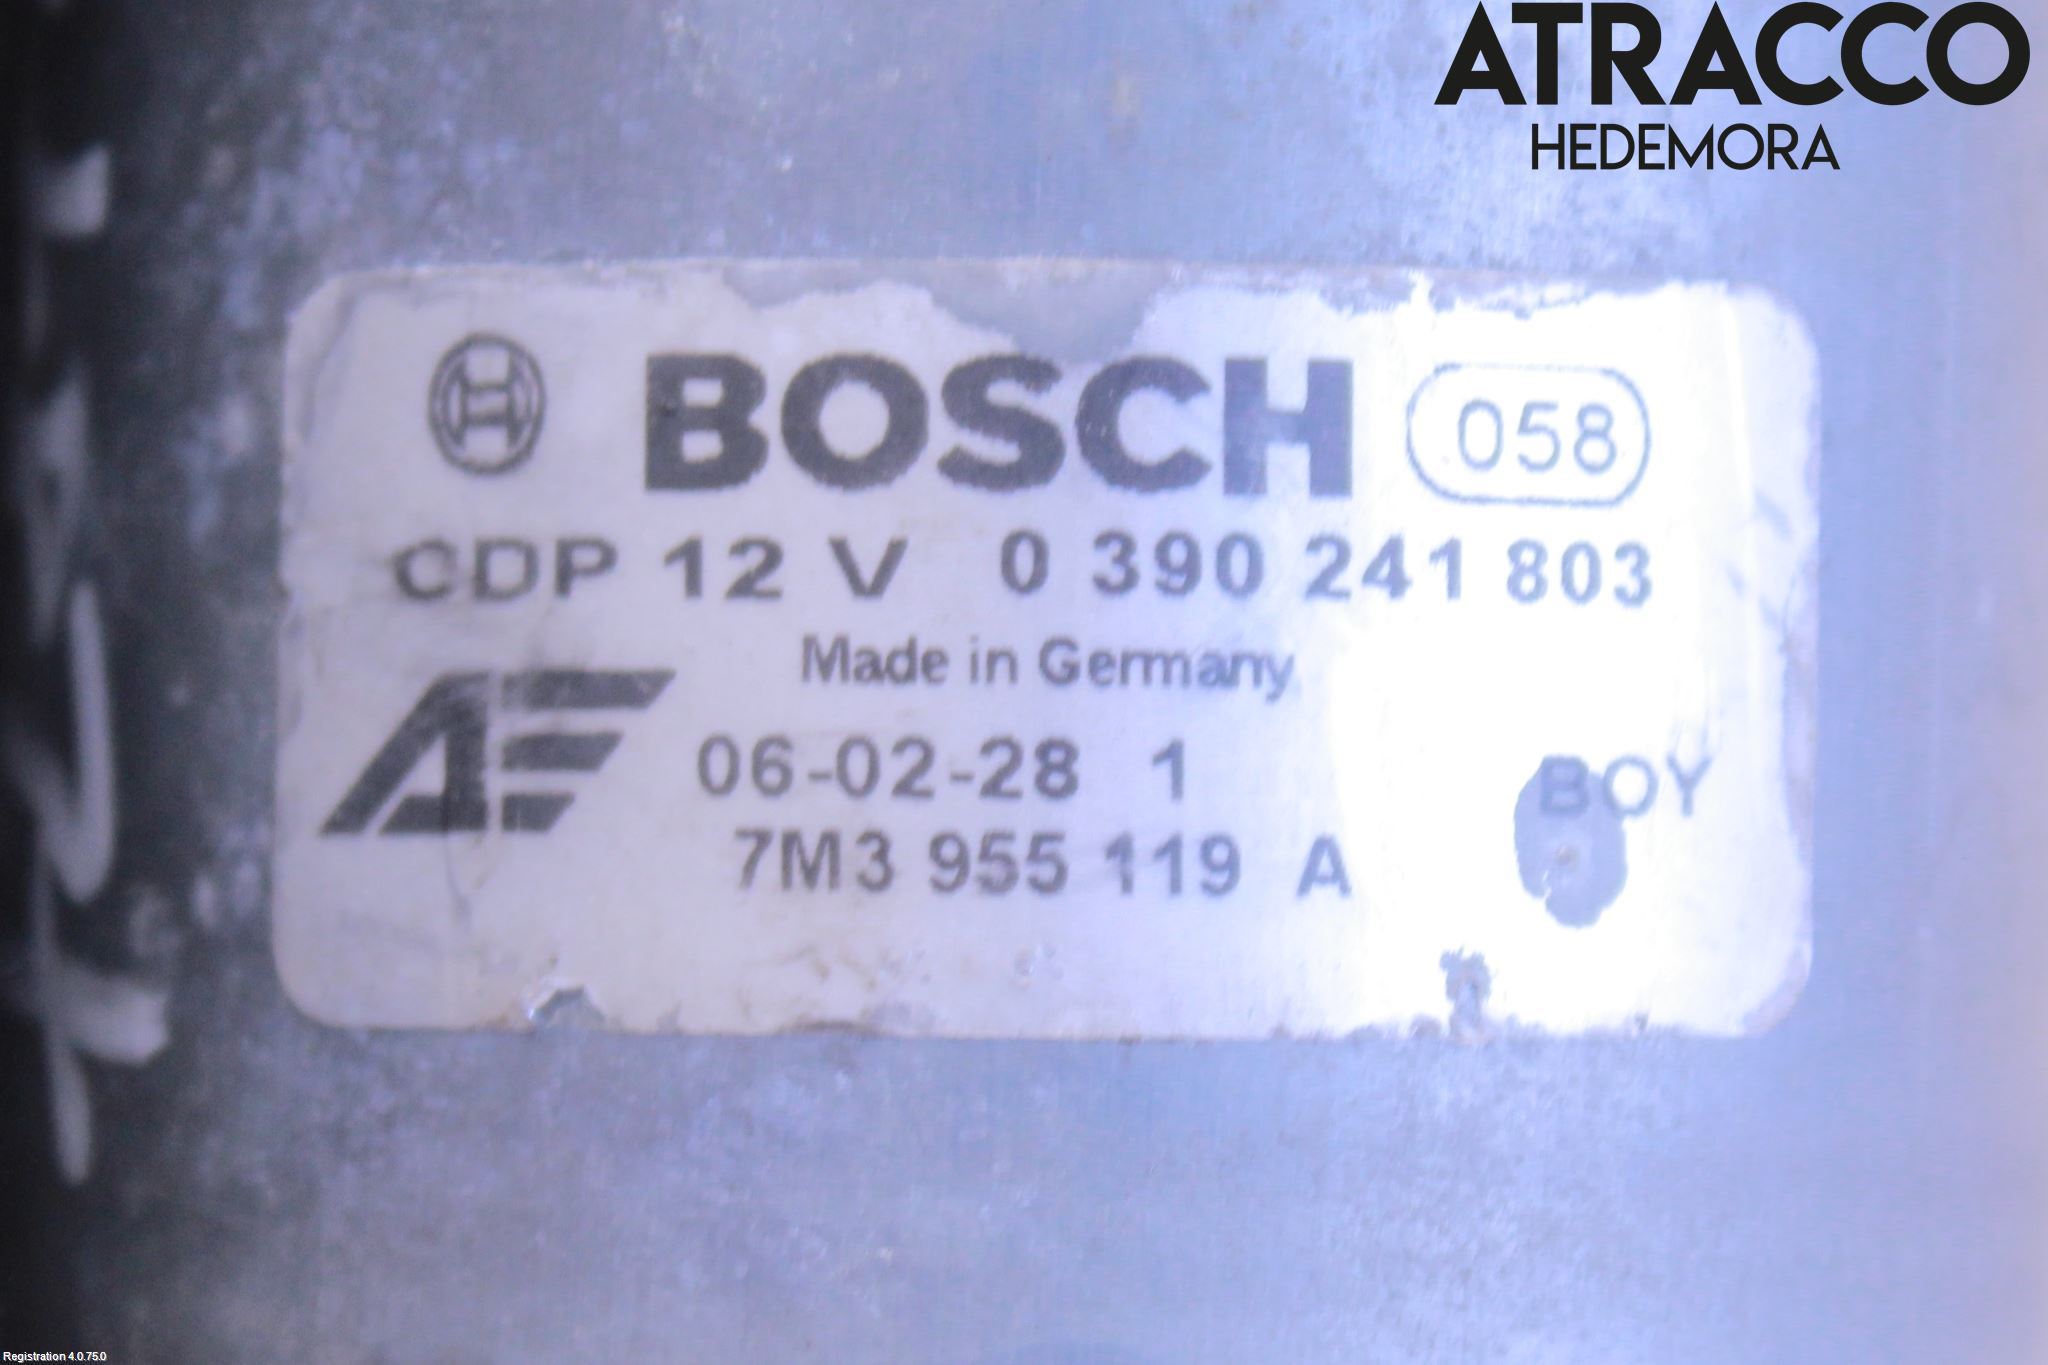 ATRACCO
HEDEMORA
BOSCH 058
CDP 12 V 0 390 241 803
Made in Germany
AF 06-02-28 1 BOY
7M3 955 119 A
Registration 4.0.75.0